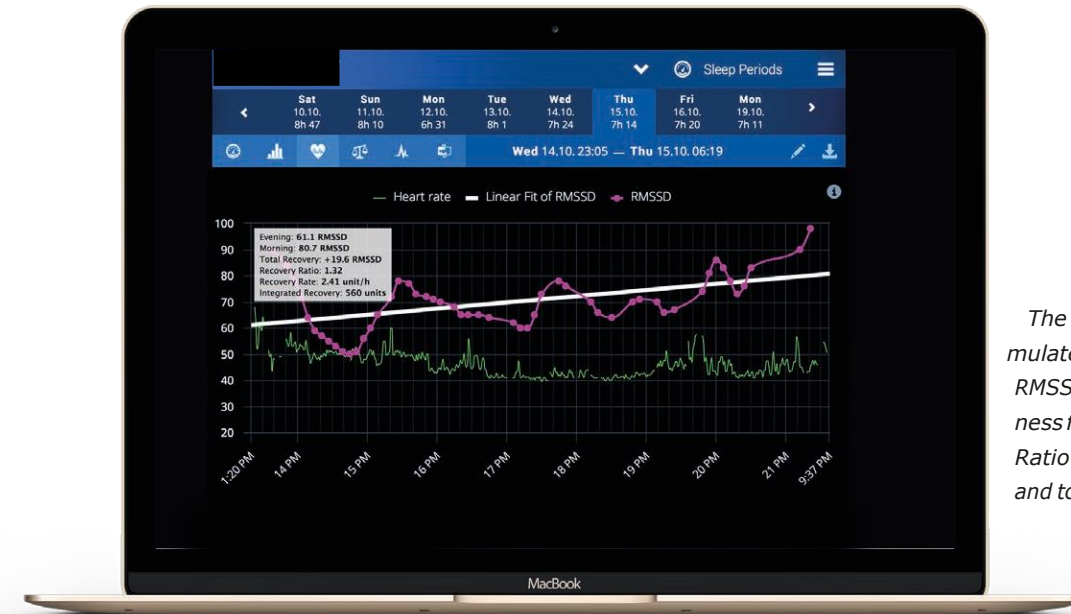 Sleep Periods
Sat Sun Mon Tue Wed Thu Fri Mon
10.10. 11.10. 12.10. 13.10. 14.10. 15.10. 16.10. 19.10.
8h 47 8h 10 6h 31 8h 1 7h 24 7h 14 7h 20 7h 11
Wed 14.10. 23:05 — Thu 15.10. 06:19
Heart rate Linear Fit of RMSSD RMSSD
100
90
80
70
60
50
40
30
20
Evening: 61.1 RMSSD
Morning: 80.7 RMSSD
Total Recovery: +19.6 RMSSD
Recovery Ratio: 1.32
Recovery Rate: 2.41 unit/h
Integrated Recovery: 560 units
1:20 PM 14 PM 15 PM 16 PM 17 PM 18 PM 19 PM 20 PM 21 PM 9:37 PM
MacBook
The
mulate
RMSS
ness f
Ratio
and to